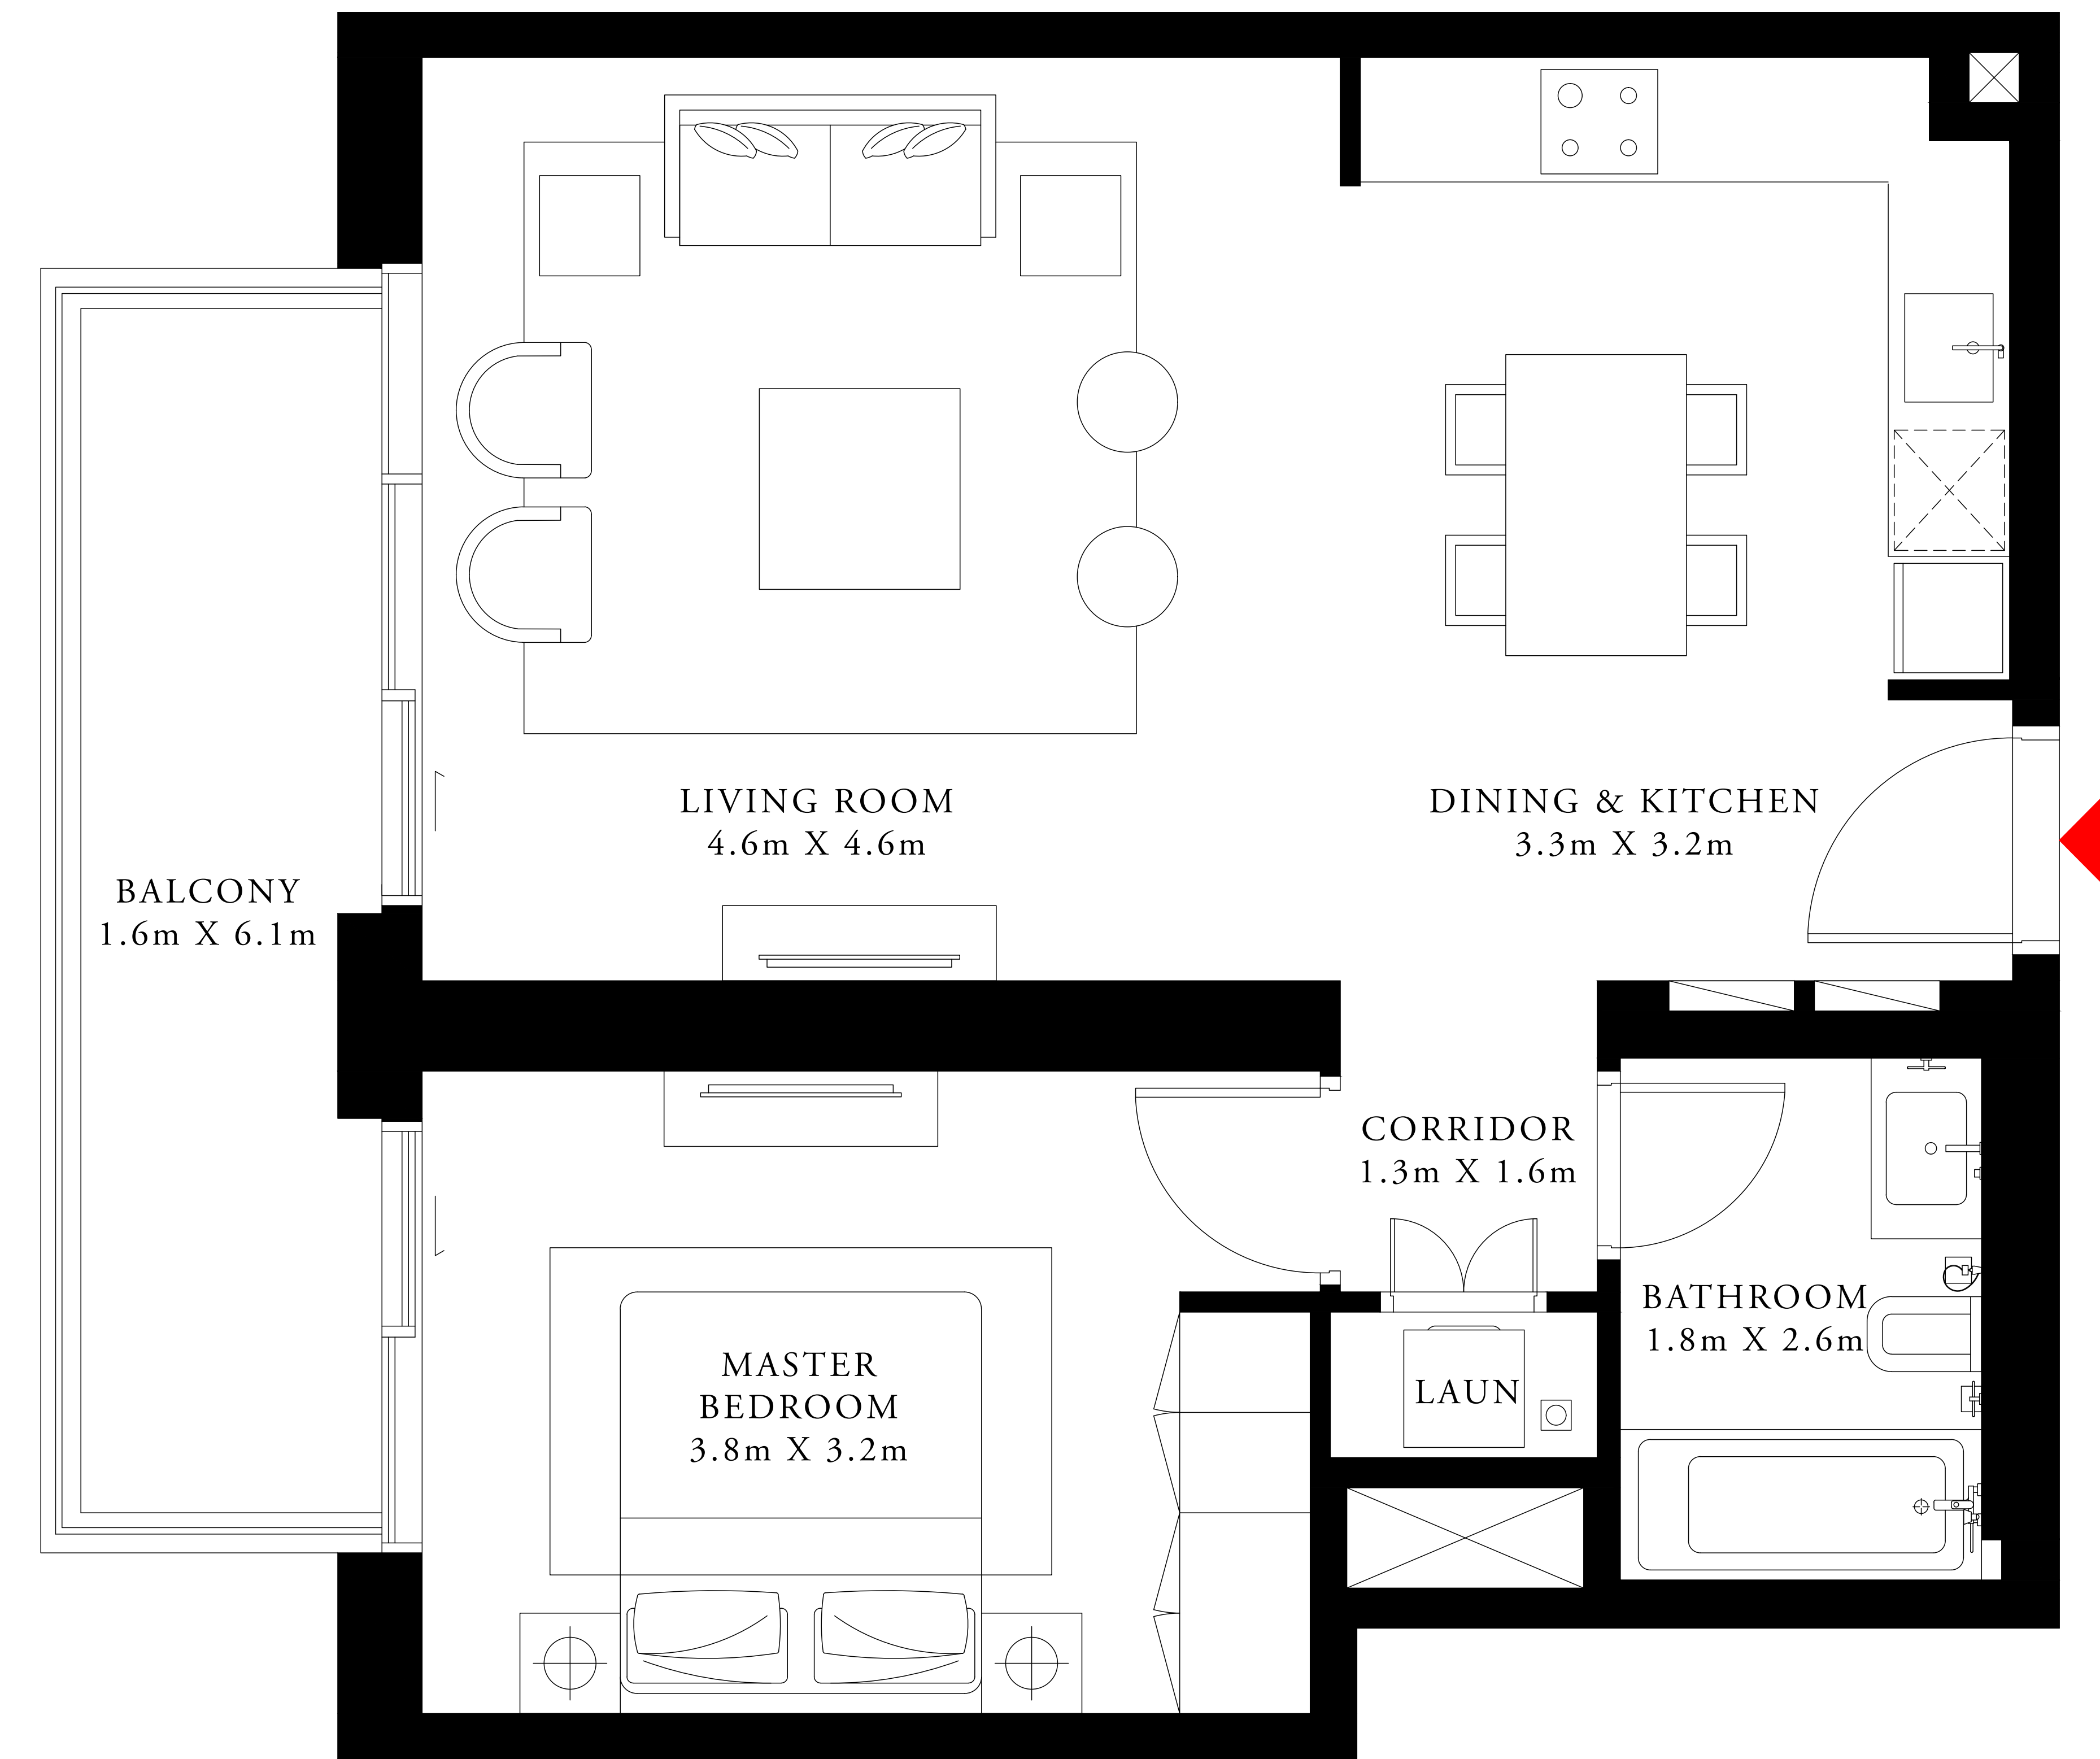 LIVING ROOM
4.6m X 4.6m
DINING & KITCHEN
3.3m X 3.2m
BALCONY
1.6m X 6.1m
CORRIDOR
1.3m X 1.6m
BATHROOM
1.8m X 2.6m
MASTER
BEDROOM
3.8m X 3.2m
LAUN